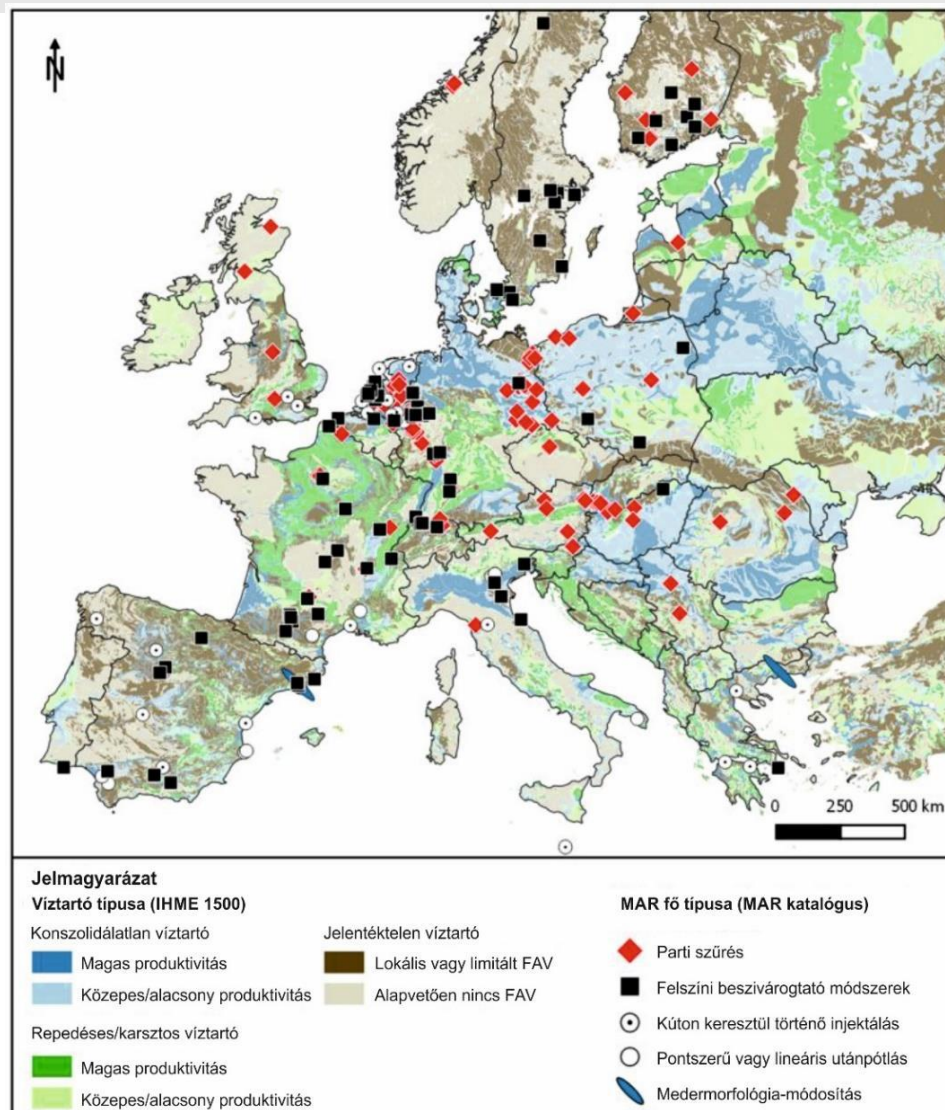 N
0 250 500 km
Jelmagyarázat
Víztartó típusa (IHME 1500)
Konszolidálatlan víztartó
Magas produktivitás
Közepes/alacsony produktivitás
Repedéses/karsztos víztartó
Magas produktivitás
Közepes/alacsony produktivitás
Jelentéktelen víztartó
Lokális vagy limitált FAV
Alapvetően nincs FAV
MAR fő típusa (MAR katalógus)
Parti szűrés
Felszíni beszivárogtató módszerek
Kúton keresztül történő injektálás
Pontszerű vagy lineáris utánpótlás
Medermorfológia-módosítás